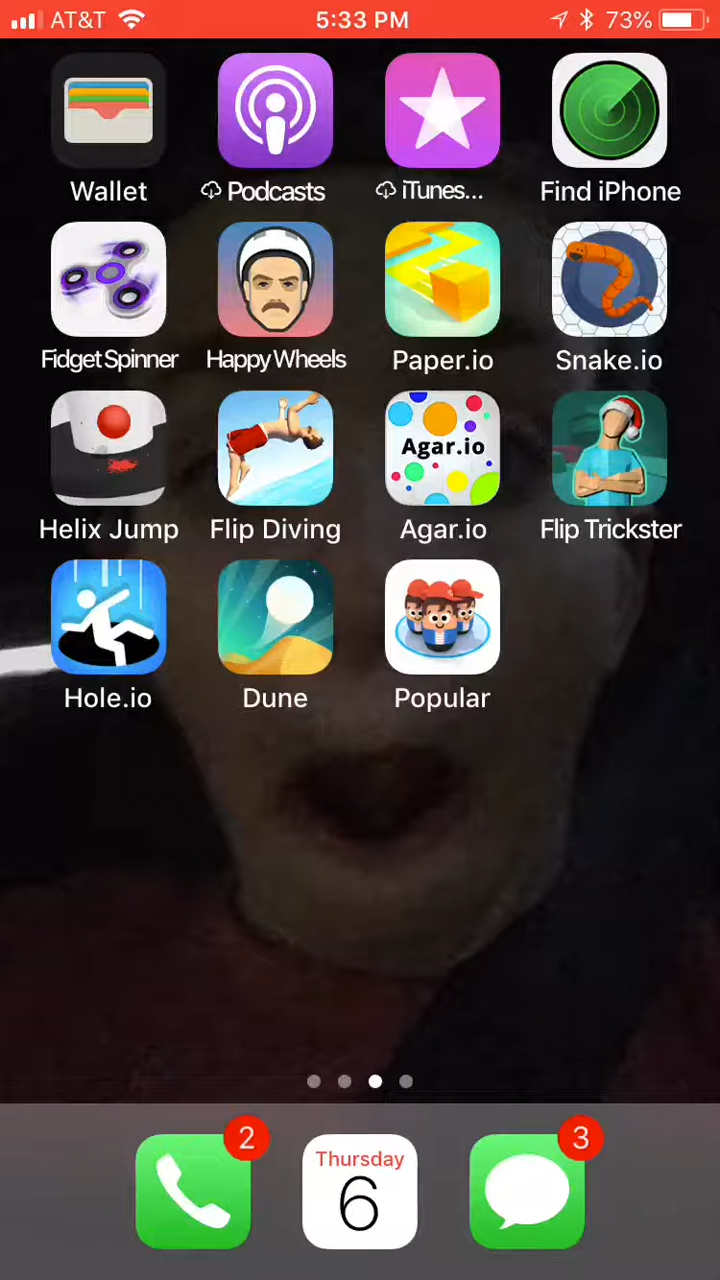 AT&T 5:33 PM 73%
Wallet Podcasts iTunes... Find iPhone
Fidget Spinner Happy Wheels Paper.io Snake.io
Agar.io
Helix Jump Flip Diving Agar.io Flip Trickster
Hole.io Dune Popular
2 3
Thursday
6